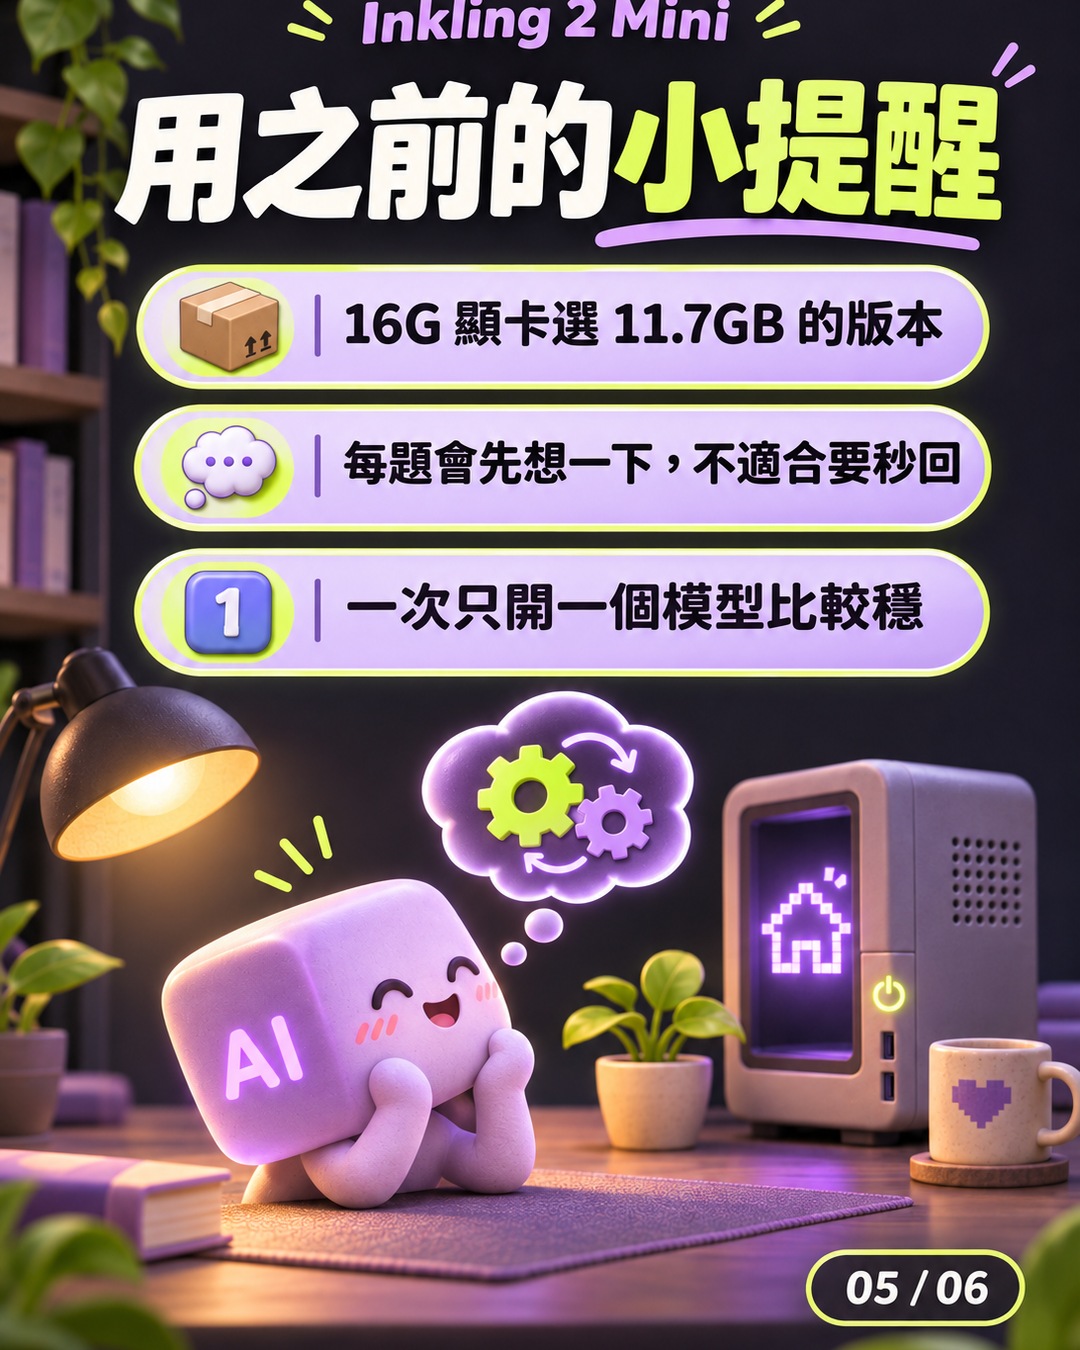 Inkling 2 Mini
用之前的小提醒
16G 顯卡選 11.7GB 的版本
每題會先想一下，不適合要秒回
1
一次只開一個模型比較穩
AI
05 / 06